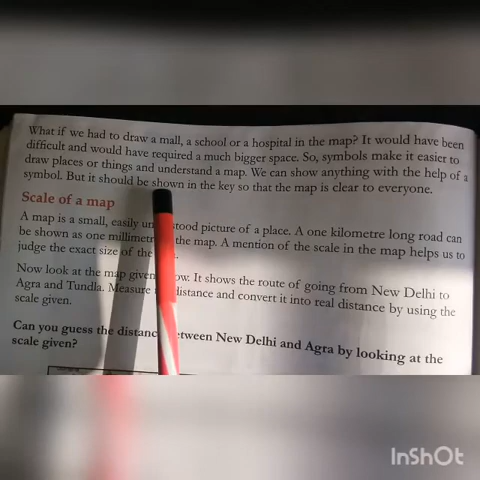 What if we had to draw a mall, a school or a hospital in the map? It would have been
difficult and would have required a much bigger space. So, symbols make it easier to
draw places or things and understand a map. We can show anything with the help of a
symbol. But it should be shown in the key so that the map is clear to everyone.
Scale of a map
A map is a small, easily un stood picture of a place. A one kilometre long road can
be shown as one millimetr the map. A mention of the scale in the map helps us to
judge the exact size of the
Now look at the map given ow. It shows the route of going from New Delhi to
Agra and Tundla. Measure distance and convert it into real distance by using the
scale given.
Can you guess the distanc etween New Delhi and Agra by looking at the
scale given?
InShOt